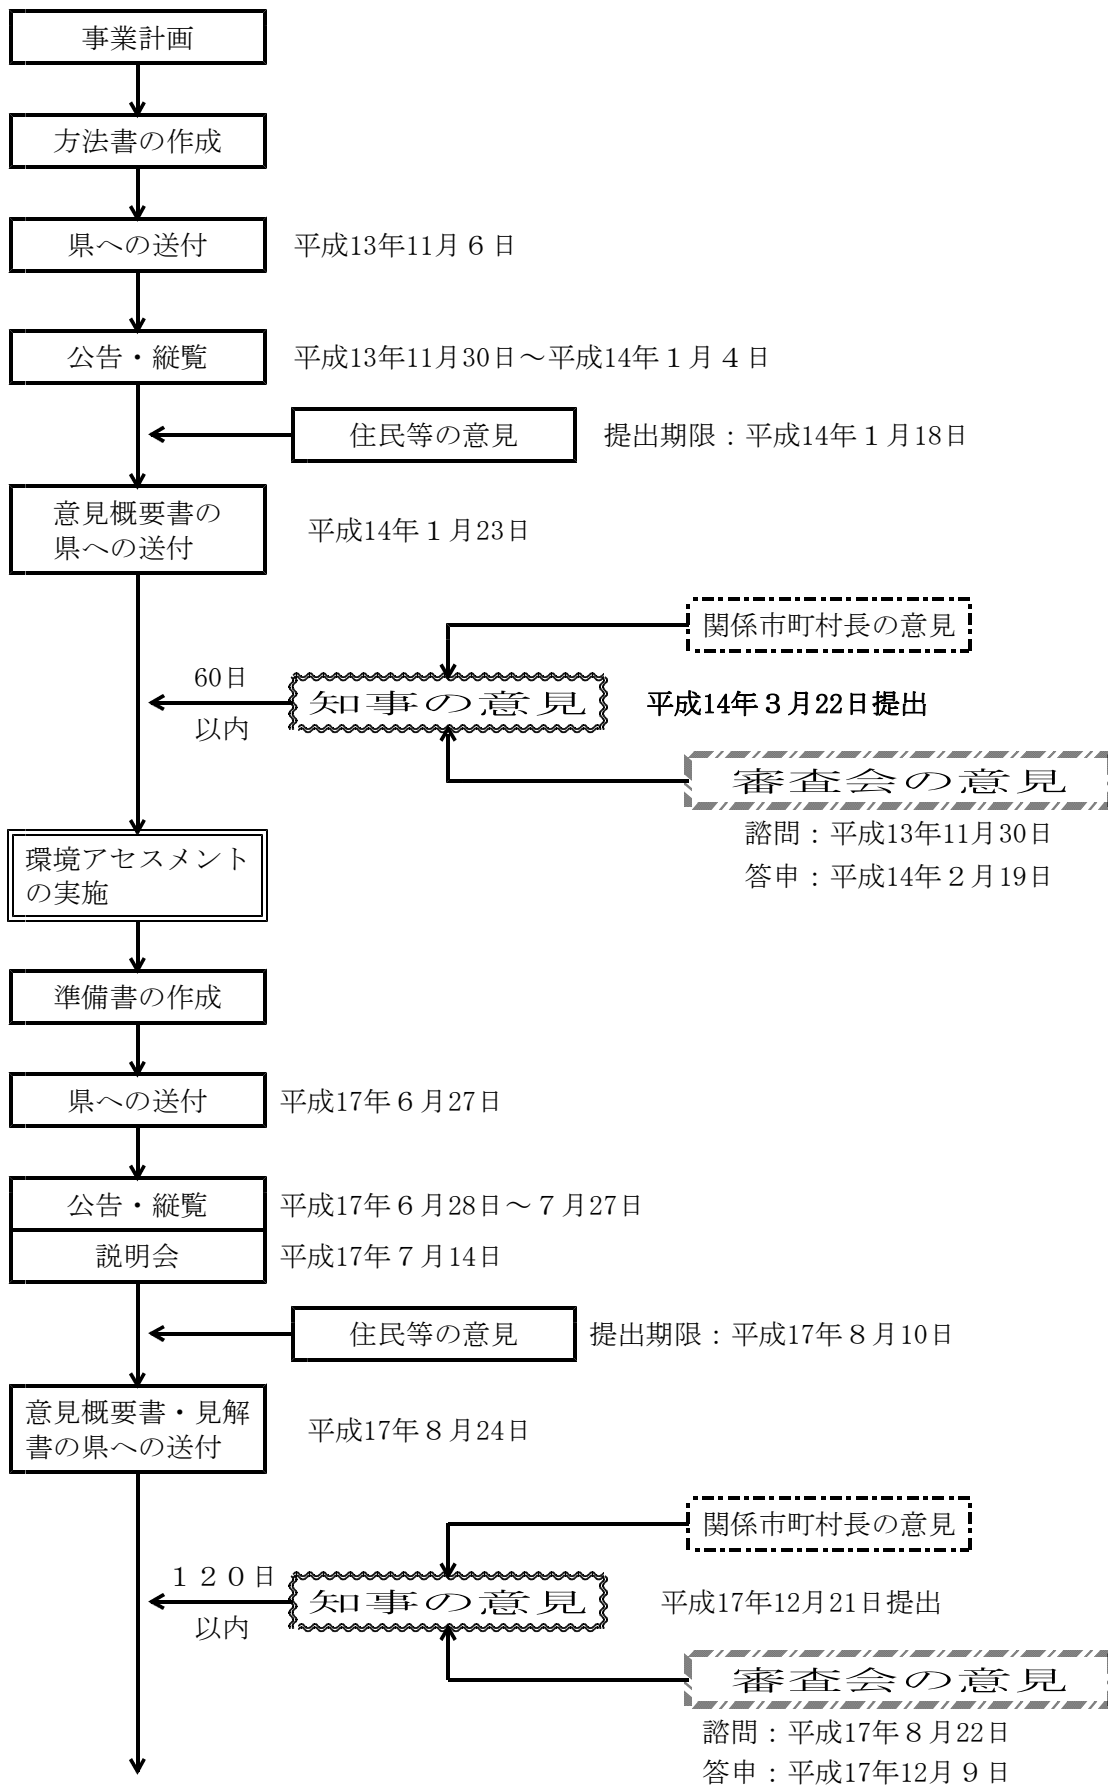 事業計画
方法書の作成
県への送付　平成13年11月６日
公告・縦覧　平成13年11月30日～平成14年１月４日
住民等の意見　提出期限：平成14年１月18日
意見概要書の
県への送付
平成14年１月23日
関係市町村長の意見
60日
以内
知事の意見　平成14年３月22日提出
審査会の意見
諮問：平成13年11月30日
答申：平成14年２月19日
環境アセスメント
の実施
準備書の作成
県への送付　平成17年６月27日
公告・縦覧　平成17年６月28日～７月27日
説明会　平成17年７月14日
住民等の意見　提出期限：平成17年８月10日
意見概要書・見解
書の県への送付
平成17年８月24日
関係市町村長の意見
１２０日
以内
知事の意見　平成17年12月21日提出
審査会の意見
諮問：平成17年８月22日
答申：平成17年12月９日